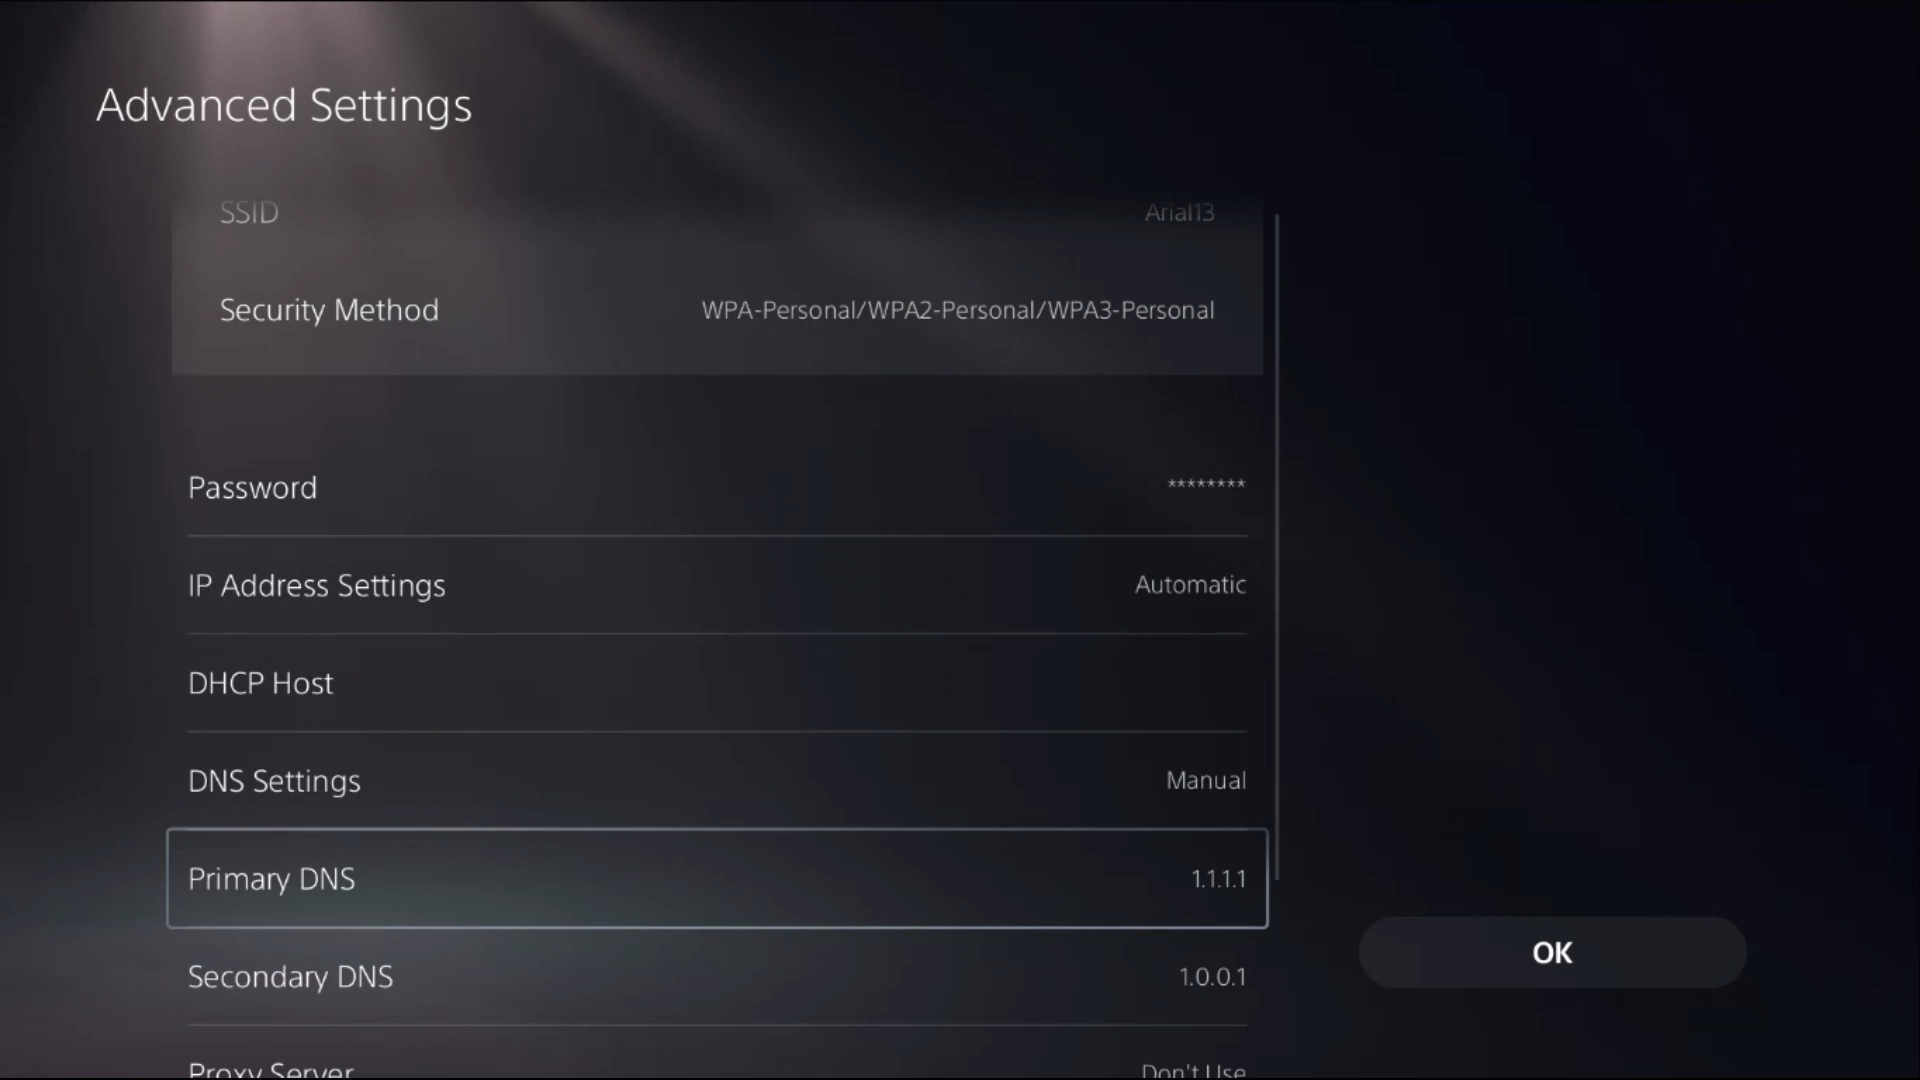 Advanced Settings
SSID Arial13
Security Method WPA-Personal/WPA2-Personal/WPA3-Personal
Password ********
IP Address Settings Automatic
DHCP Host
DNS Settings Manual
Primary DNS 1.1.1.1
Secondary DNS 1.0.0.1
OK
Proxy Server Don't Use